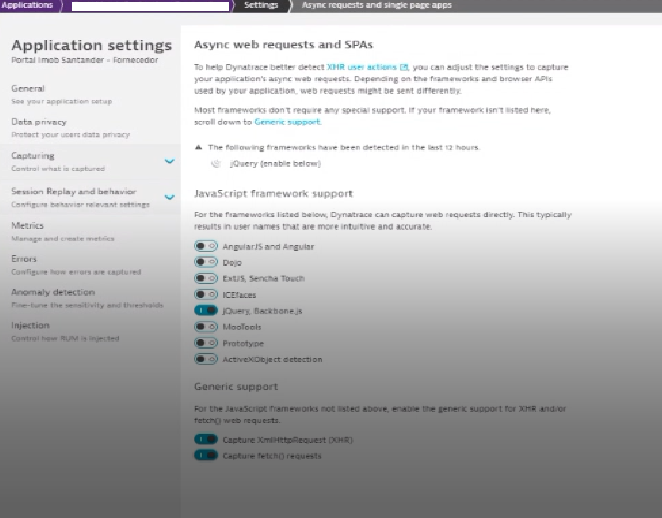 Applications
Settings
Async requests and single page apps
Application settings
Portal Imob Santander - Fornecedor
General
See your application setup
Data privacy
Protect your users data privacy
Capturing
Control what is captured
Session Replay and behavior
Configure behavior relevant settings
Metrics
Manage and create metrics
Errors
Configure how errors are captured
Anomaly detection
Fine-tune the sensitivity and thresholds
Injection
Control how RUM is injected
Async web requests and SPAs
To help Dynatrace better detect XHR user actions, you can adjust the settings to capture
your application's async web requests. Depending on the frameworks and browser APIs
used by your application, web requests might be sent differently.
Most frameworks don't require any special support. If your framework isn't listed here,
scroll down to Generic support.
The following frameworks have been detected in the last 12 hours
jQuery (enable below)
JavaScript framework support
For the frameworks listed below, Dynatrace can capture web requests directly. This typically
results in user names that are more intuitive and accurate.
AngularJS and Angular
Dojo
ExtJS, Sencha Touch
ICEfaces
jQuery, Backbone.js
MooTools
Prototype
ActiveXObject detection
Generic support
For the JavaScript frameworks not listed above, enable the generic support for XHR and/or
fetch() web requests.
Capture XmlHttpRequest (XHR)
Capture fetch() requests